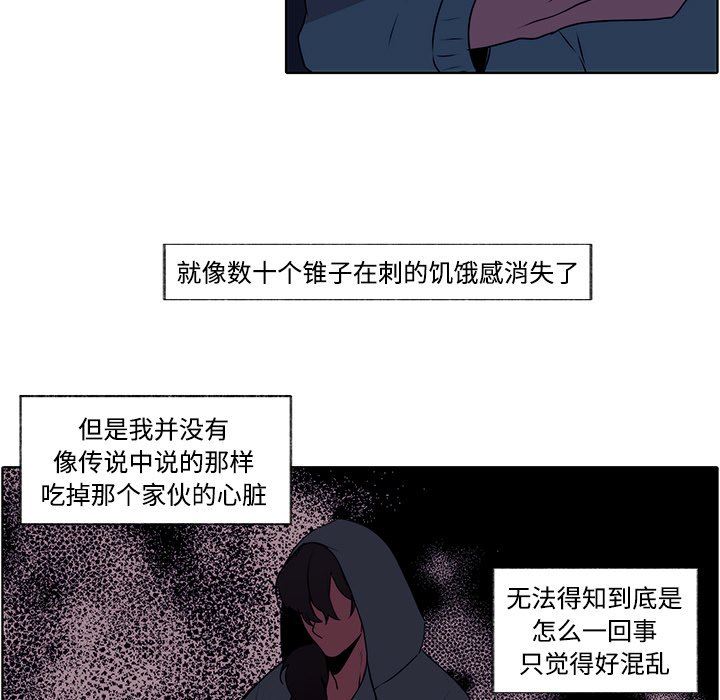 就像数十个锥子在刺的饥饿感消失了
但是我并没有
像传说中说的那样
吃掉那个家伙的心脏
无法得知到底是
怎么一回事
只觉得好混乱